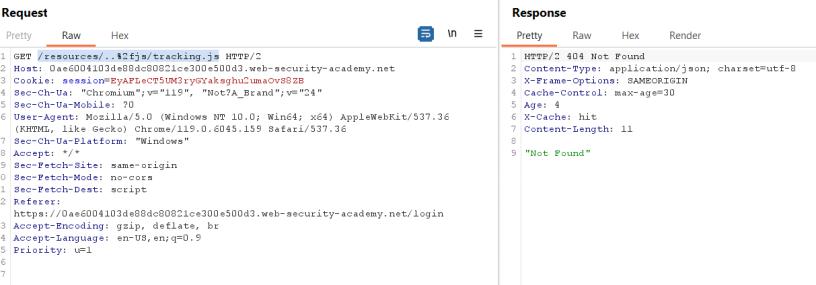 Request
Pretty Raw Hex
\n
1 GET /resources/..%2fjs/tracking.js HTTP/2
2 Host: 0ae6004103de88dc80821ce300e500d3.web-security-academy.net
3 Cookie: session=EyAFLeCT5UM3ryGYaksghu2umaOvS8ZB
4 Sec-Ch-Ua: "Chromium";v="119", "Not?A_Brand";v="24"
5 Sec-Ch-Ua-Mobile: ?0
6 User-Agent: Mozilla/5.0 (Windows NT 10.0; Win64; x64) AppleWebKit/537.36
(KHTML, like Gecko) Chrome/119.0.6045.159 Safari/537.36
7 Sec-Ch-Ua-Platform: "Windows"
8 Accept: */*
9 Sec-Fetch-Site: same-origin
0 Sec-Fetch-Mode: no-cors
1 Sec-Fetch-Dest: script
2 Referer:
https://0ae6004103de88dc80821ce300e500d3.web-security-academy.net/login
3 Accept-Encoding: gzip, deflate, br
4 Accept-Language: en-US,en;q=0.9
5 Priority: u=1
6
7
Response
Pretty Raw Hex Render
1 HTTP/2 404 Not Found
2 Content-Type: application/json; charset=utf-8
3 X-Frame-Options: SAMEORIGIN
4 Cache-Control: max-age=30
5 Age: 4
6 X-Cache: hit
7 Content-Length: 11
8
9 "Not Found"